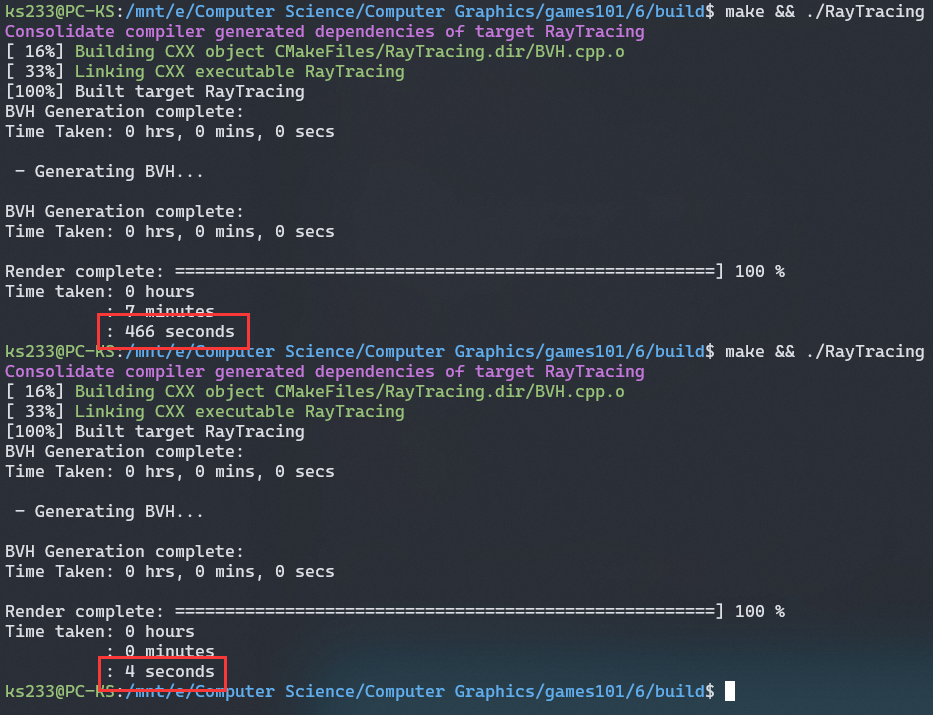 ks233@PC-KS:/mnt/e/Computer Science/Computer Graphics/games101/6/build$ make && ./RayTracing
Consolidate compiler generated dependencies of target RayTracing
[ 16%] Building CXX object CMakeFiles/RayTracing.dir/BVH.cpp.o
[ 33%] Linking CXX executable RayTracing
[100%] Built target RayTracing
BVH Generation complete:
Time Taken: 0 hrs, 0 mins, 0 secs
 - Generating BVH...
BVH Generation complete:
Time Taken: 0 hrs, 0 mins, 0 secs
Render complete: ======================================================] 100 %
Time taken: 0 hours
          : 7 minutes
          : 466 seconds
ks233@PC-KS:/mnt/e/Computer Science/Computer Graphics/games101/6/build$ make && ./RayTracing
Consolidate compiler generated dependencies of target RayTracing
[ 16%] Building CXX object CMakeFiles/RayTracing.dir/BVH.cpp.o
[ 33%] Linking CXX executable RayTracing
[100%] Built target RayTracing
BVH Generation complete:
Time Taken: 0 hrs, 0 mins, 0 secs
 - Generating BVH...
BVH Generation complete:
Time Taken: 0 hrs, 0 mins, 0 secs
Render complete: ======================================================] 100 %
Time taken: 0 hours
          : 0 minutes
          : 4 seconds
ks233@PC-KS:/mnt/e/Computer Science/Computer Graphics/games101/6/build$